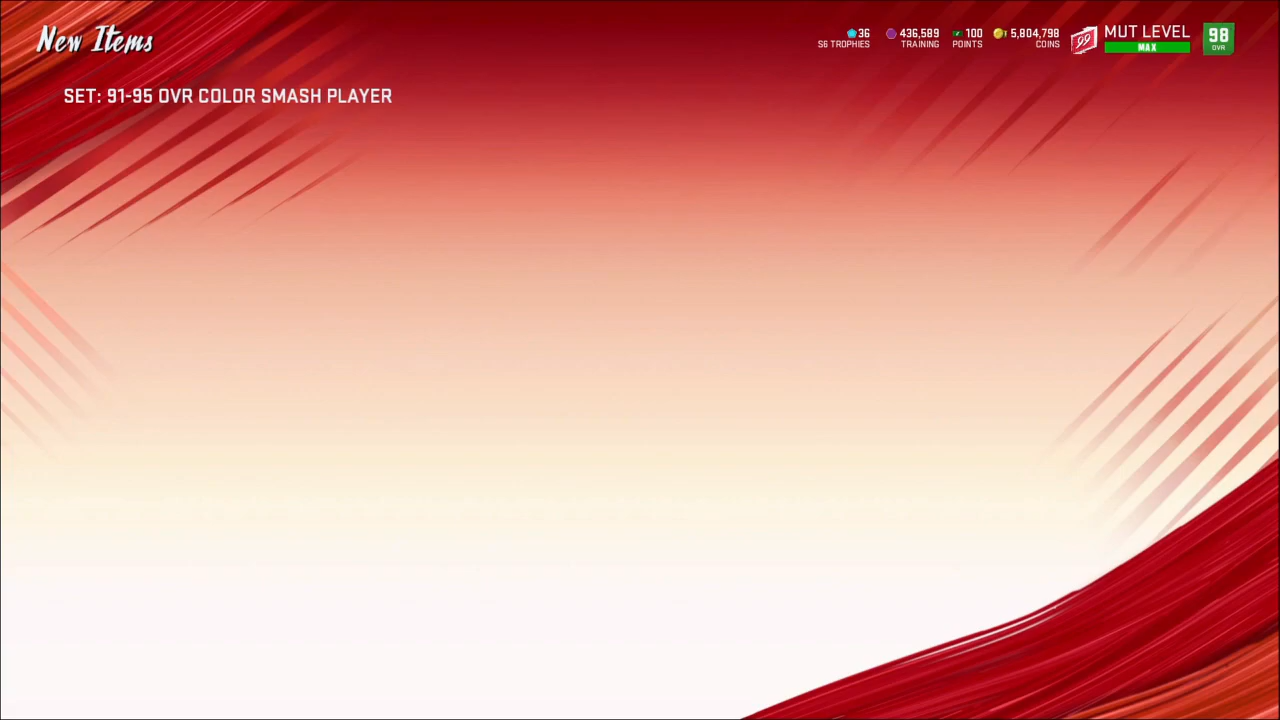 New Items
36
S6 TROPHIES
436,589
TRAINING
100
POINTS
5,804,798
COINS
99
MUT LEVEL
MAX
98
OVR
SET: 91-95 OVR COLOR SMASH PLAYER